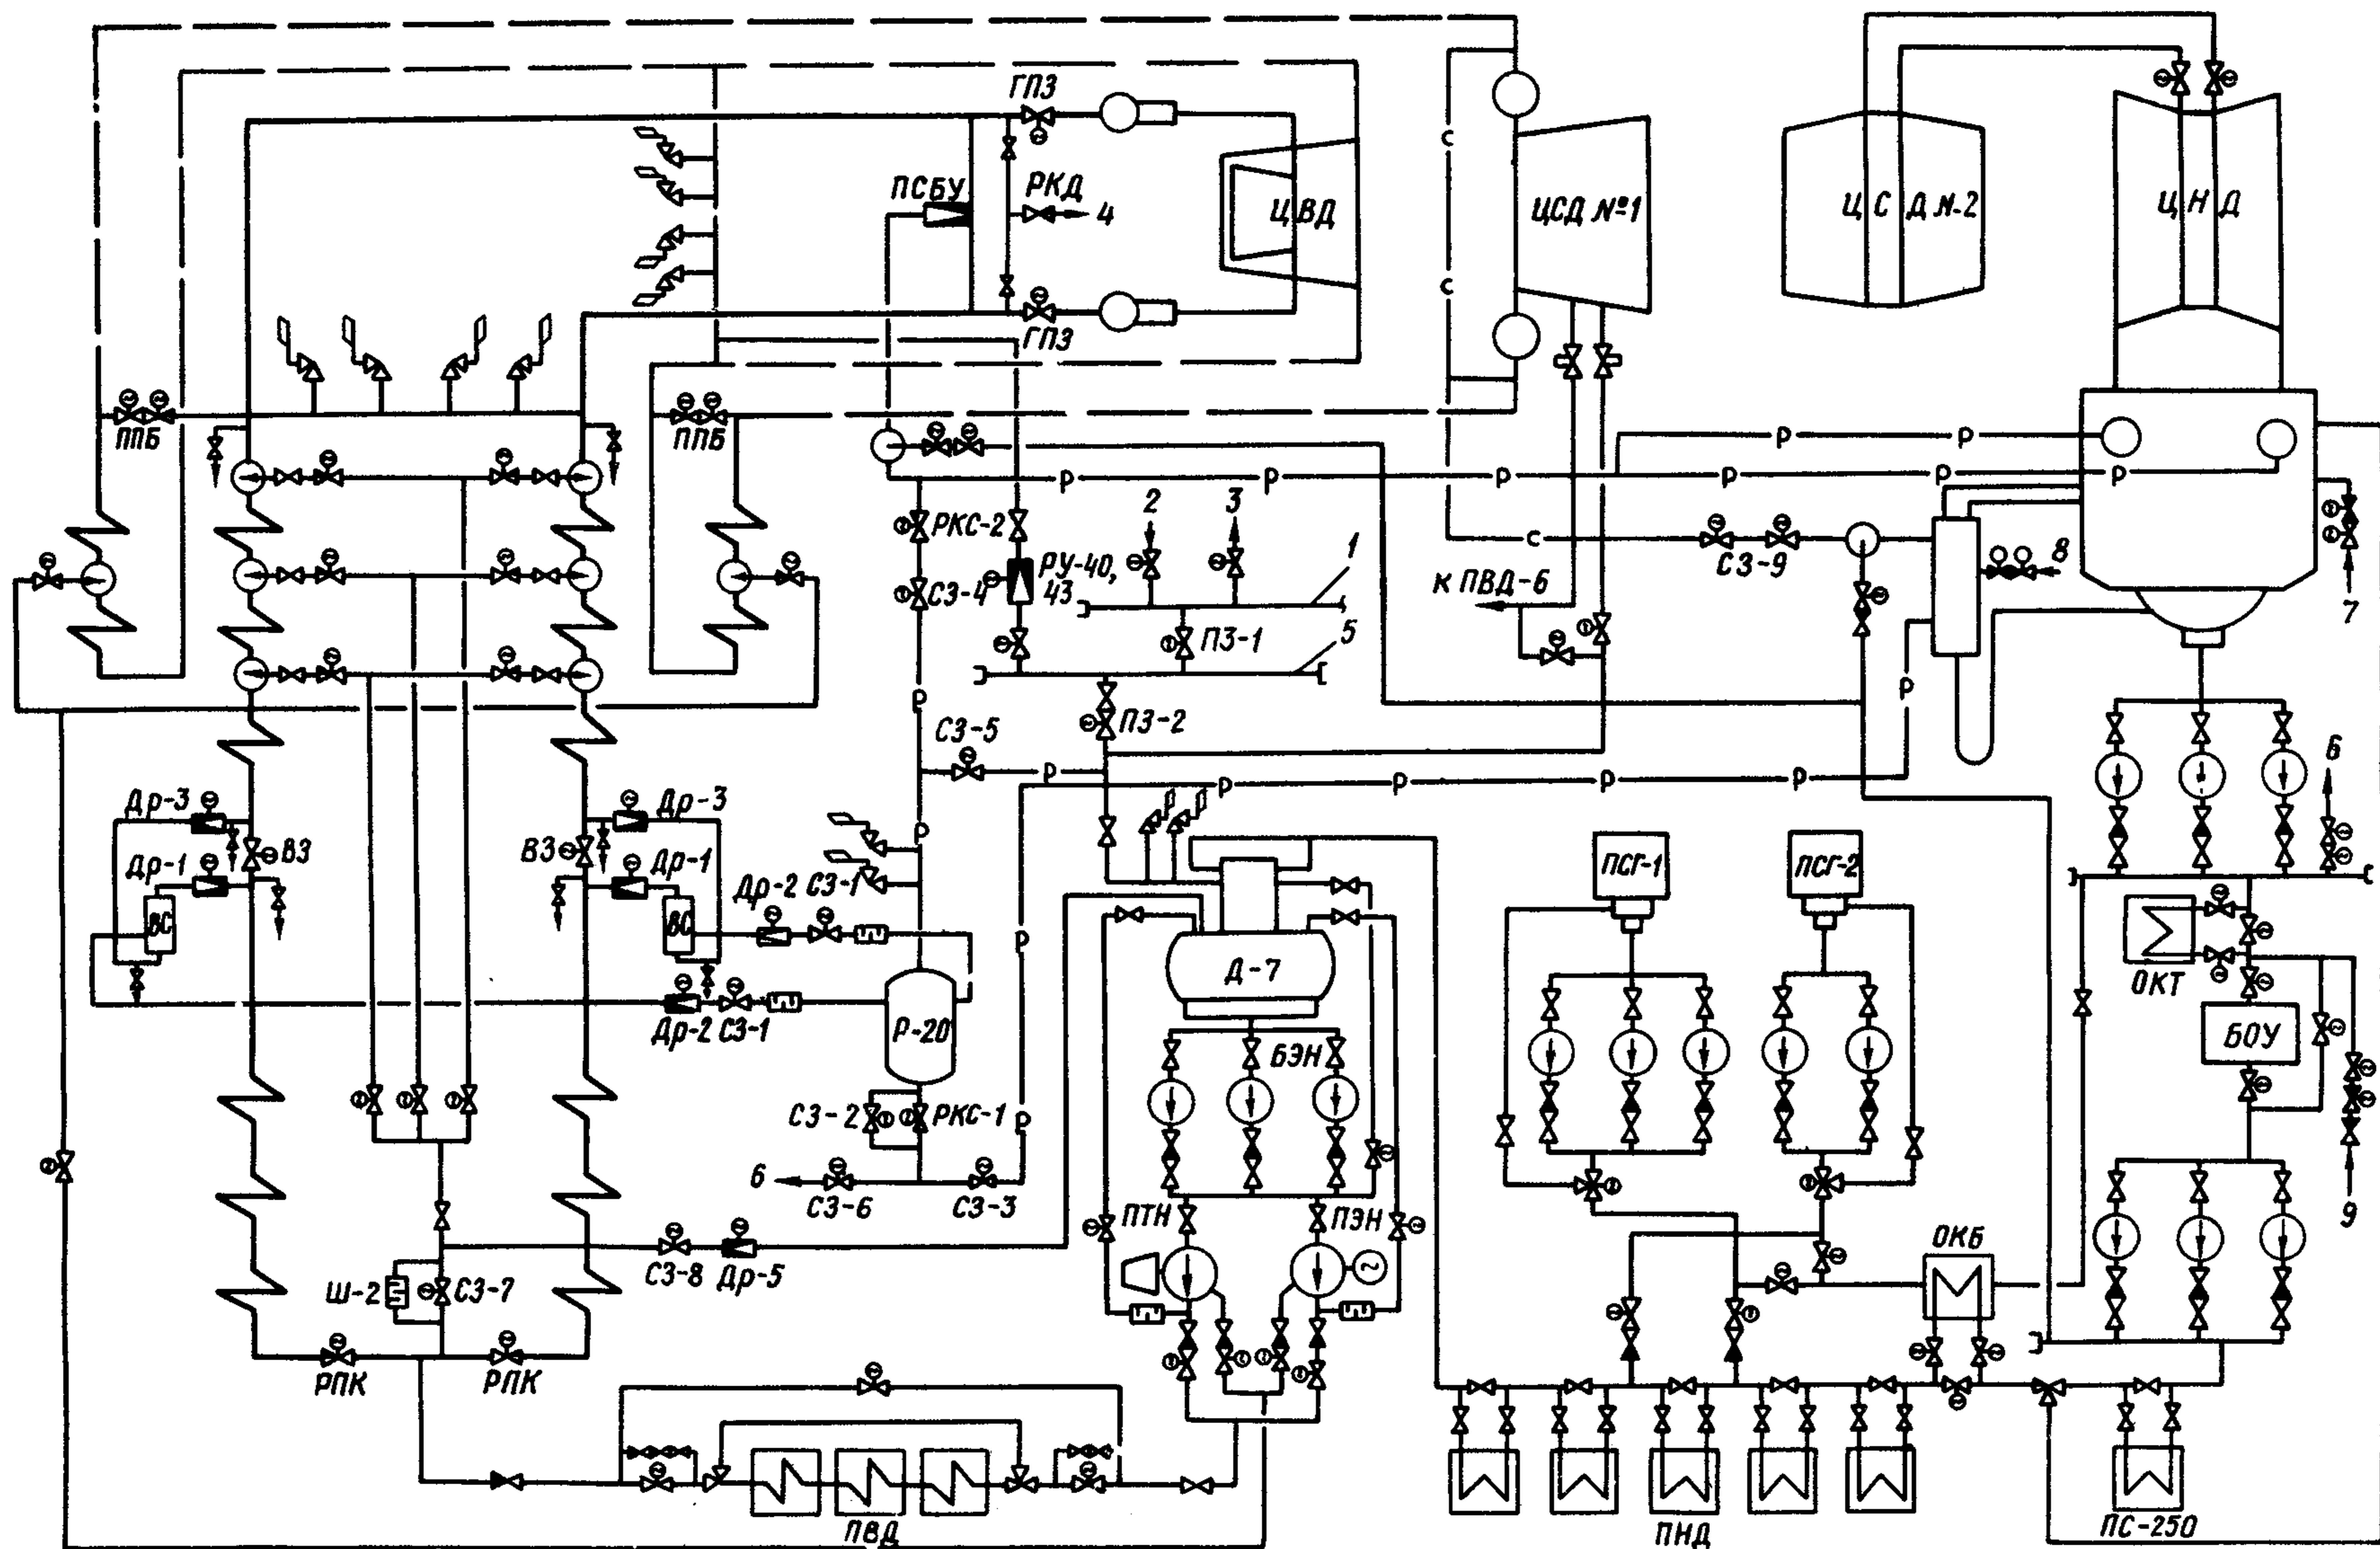 ГПЗ
ПСБУ
РКД
4
ЦВД
ЦСД №1
ЦСД №2
ЦНД
с
с
ГПЗ
ППБ
ППБ
Р
Р
Р
Р
Р
Р
Р
РКС-2
2
3
1
РУ-40,
43
СЗ-4
с
СЗ-9
8
к ПВД-6
7
ПЗ-1
5
Р
Р
ПЗ-2
СЗ-5
Р
Р
Р
Р
Р
6
Др-3
Др-3
ВЗ
ВЗ
Др-1
Др-1
Р
ПСГ-1
ПСГ-2
Др-2
СЗ-1
ВС
ВС
Р
Д-7
ОКТ
Др-2
СЗ-1
Р-20
БОУ
БЭН
СЗ-2
РКС-1
Р
6
СЗ-6
СЗ-3
ПТН
ПЭН
9
ОКБ
СЗ-8
Др-5
Ш-2
СЗ-7
РПК
РПК
ПВД
ПНД
ПС-250